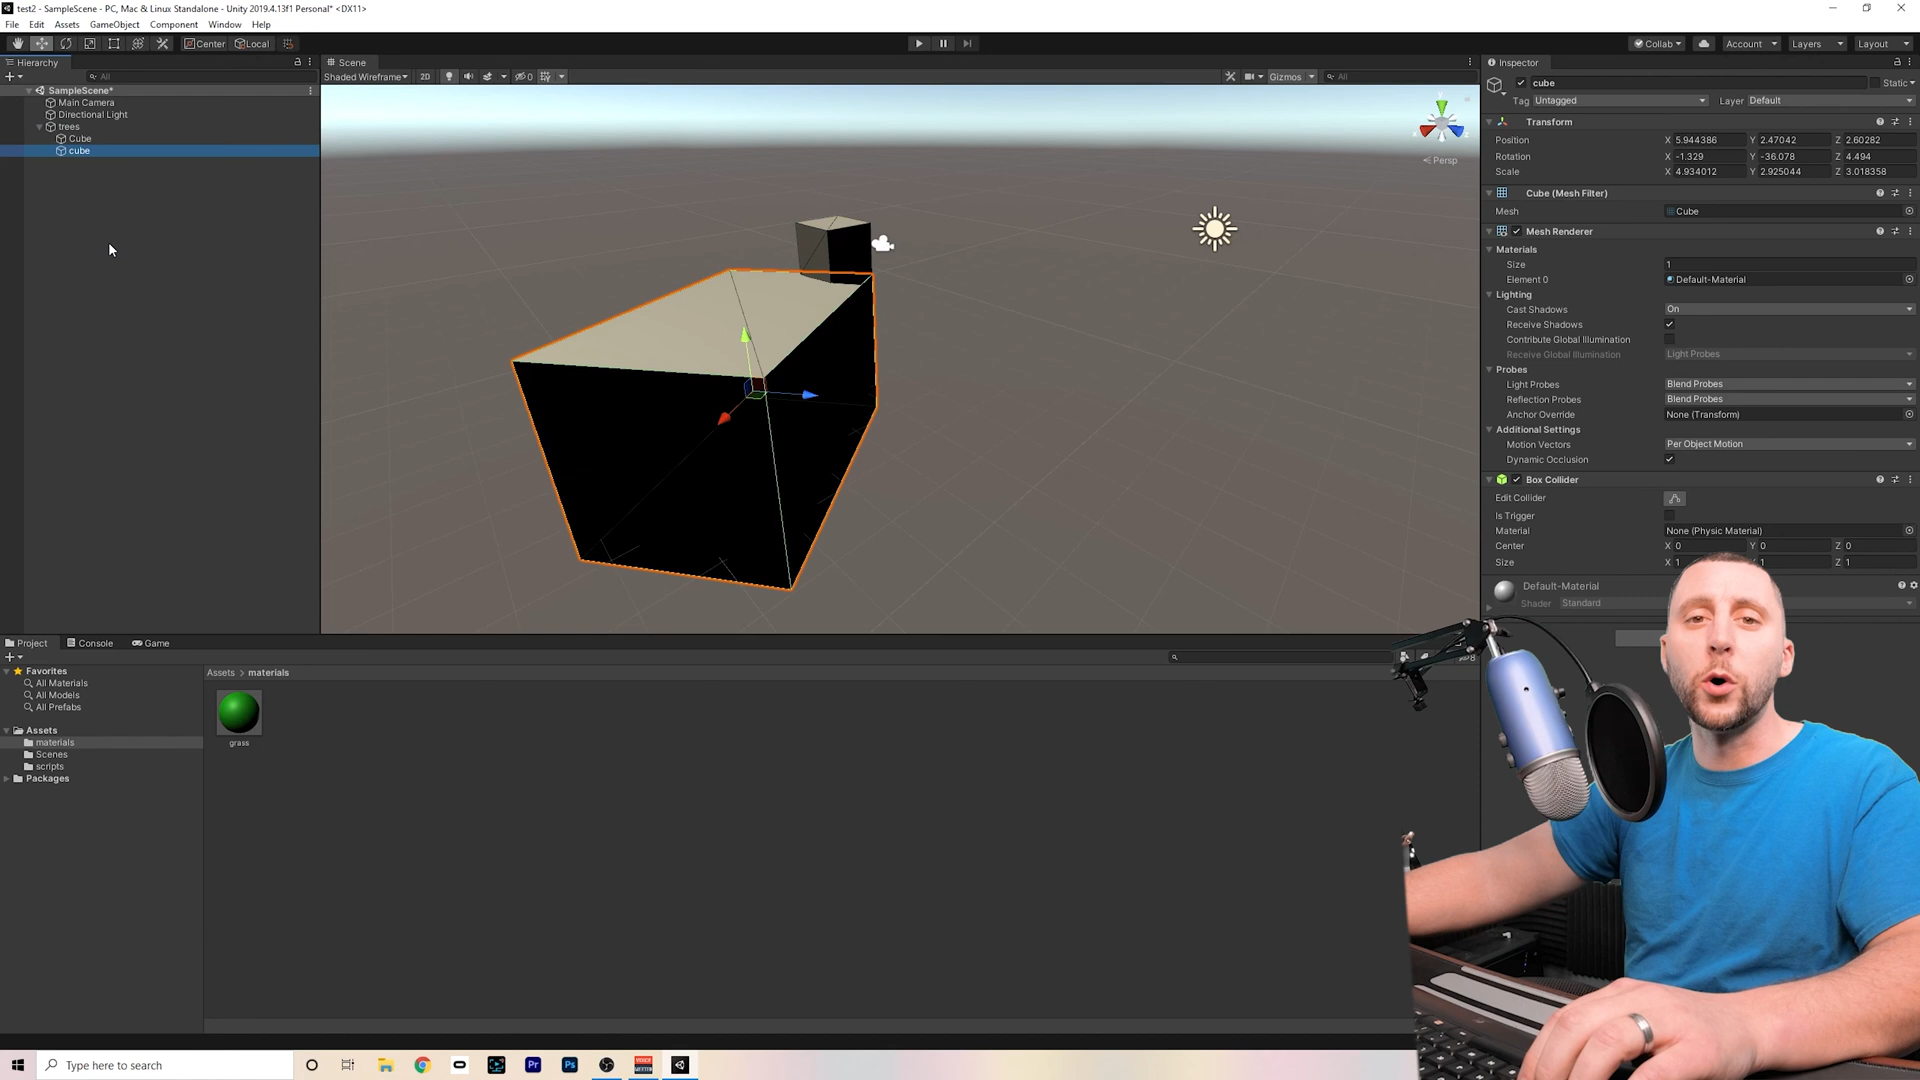 test2 - SampleScene - PC, Mac & Linux Standalone - Unity 2019.4.13f1 Personal* <DX11>
File Edit Assets GameObject Component Window Help
Center Local
Collab Account Layers Layout
Hierarchy
All
SampleScene*
Main Camera
Directional Light
trees
Cube
cube
Scene
Shaded Wireframe 2D 0 Gizmos All
y
Persp
Inspector
cube Static
Tag Untagged Layer Default
Transform
Position X 5.944386 Y 2.47042 Z 2.60282
Rotation X -1.329 Y -36.078 Z 4.494
Scale X 4.934012 Y 2.925044 Z 3.018358
Cube (Mesh Filter)
Mesh Cube
Mesh Renderer
Materials
Size 1
Element 0 Default-Material
Lighting
Cast Shadows On
Receive Shadows
Contribute Global Illumination
Receive Global Illumination Light Probes
Probes
Light Probes Blend Probes
Reflection Probes Blend Probes
Anchor Override None (Transform)
Additional Settings
Motion Vectors Per Object Motion
Dynamic Occlusion
Box Collider
Edit Collider
Is Trigger
Material None (Physic Material)
Center X 0 Y 0 Z 0
Size X 1 1 Z 1
Default-Material
Shader Standard
Project Console Game
Favorites
All Materials
All Models
All Prefabs
Assets
materials
Scenes
scripts
Packages
Assets > materials
grass
Type here to search
Pr
Ps